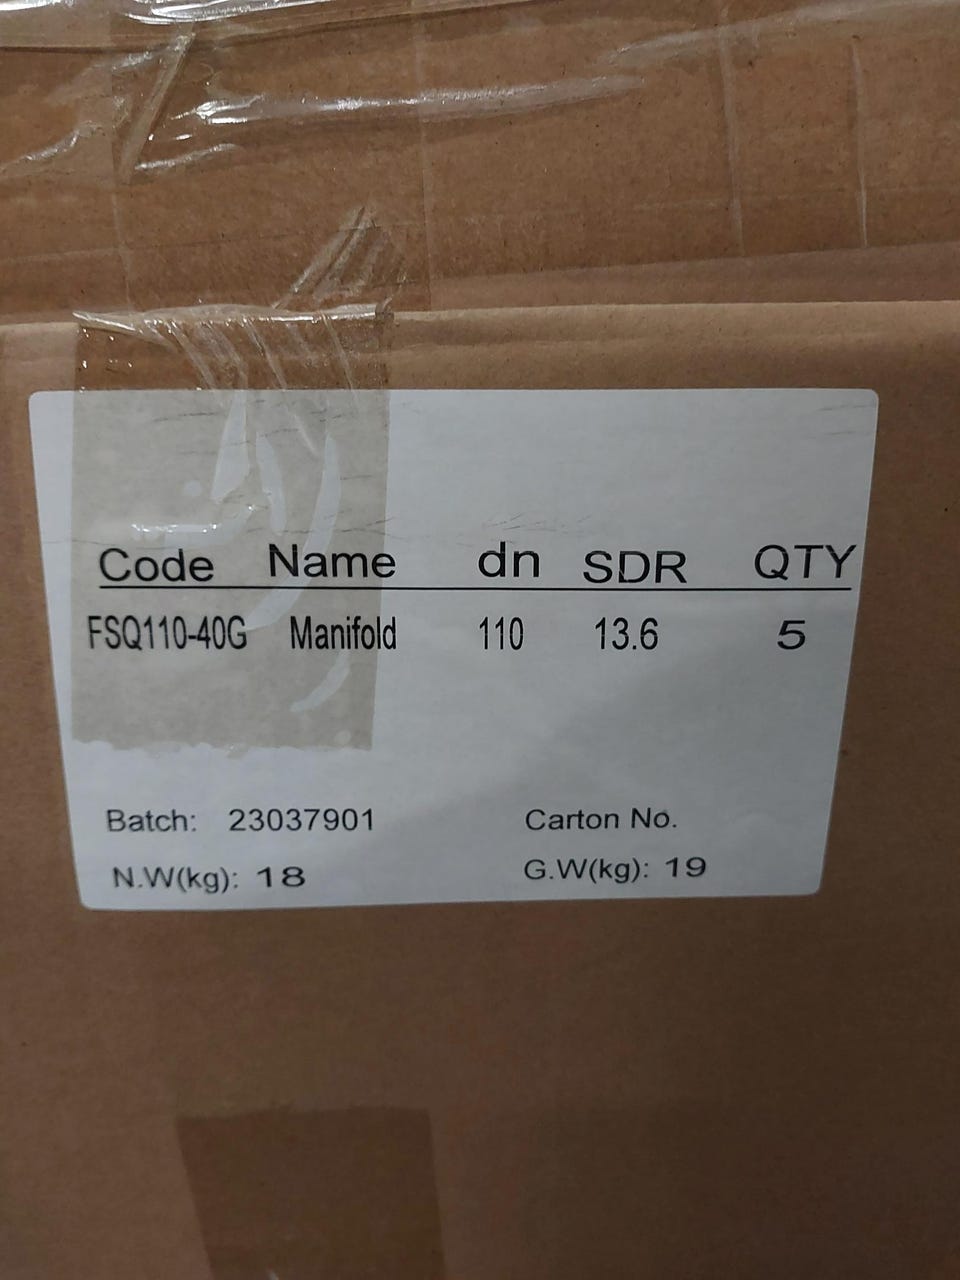 Code Name dn SDR QTY
FSQ110-40G Manifold 110 13.6 5
Batch: 23037901 Carton No.
N.W(kg): 18 G.W(kg): 19